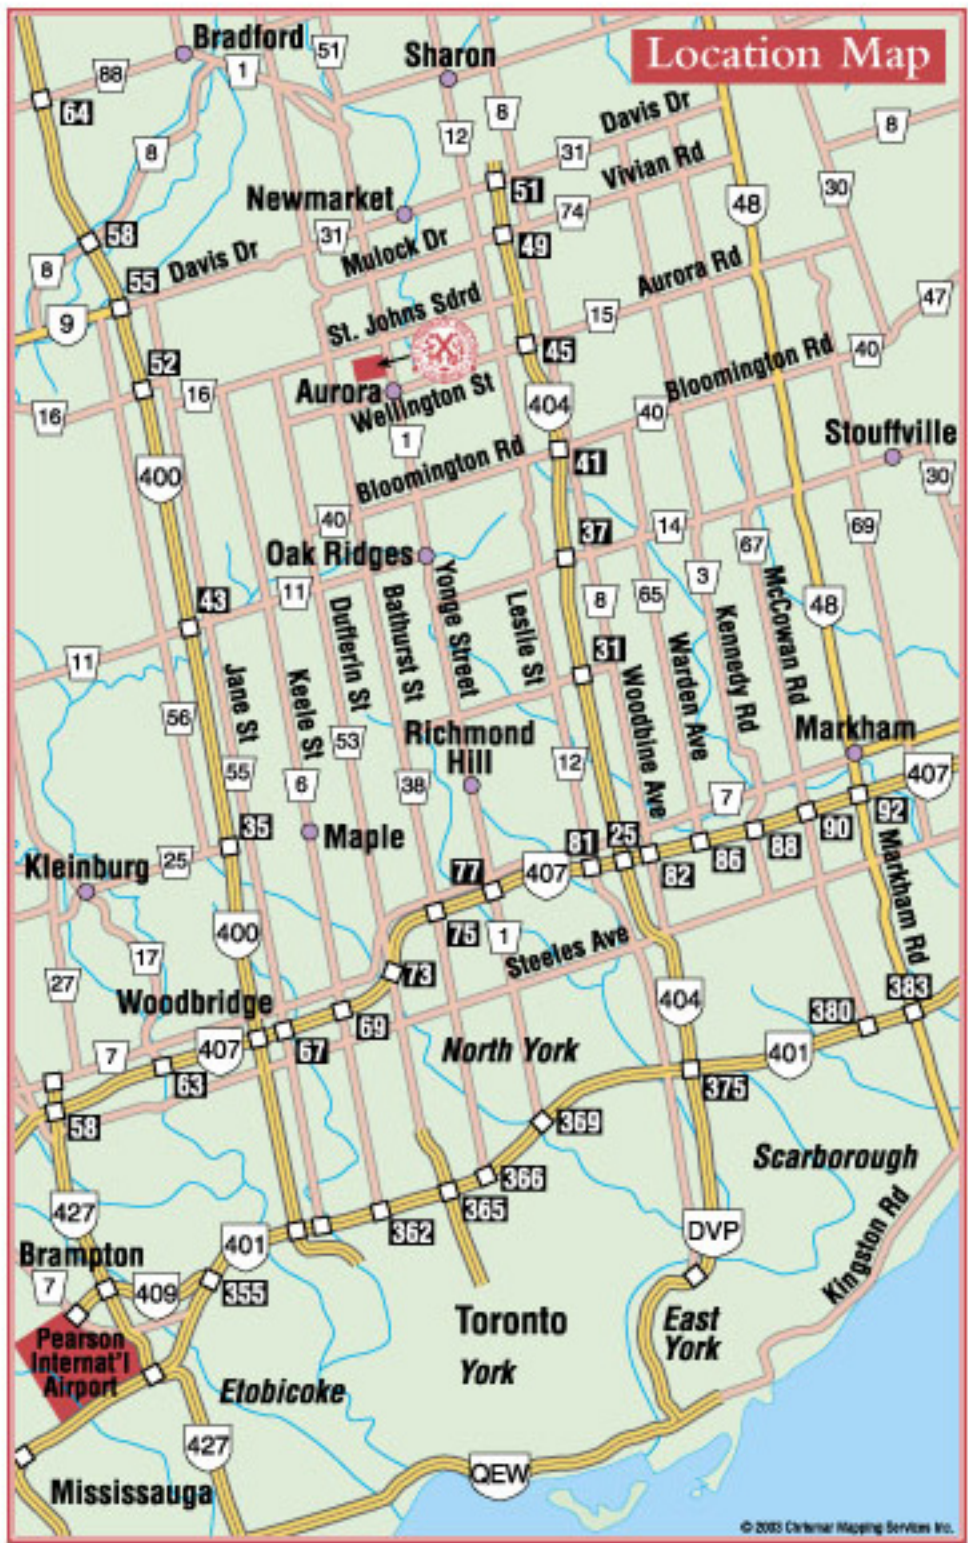 Location Map
Bradford
51
Sharon
88
1
64
8
12
Davis Dr
8
8
31
Vivian Rd
51
30
Newmarket
74
48
58
31
49
Mulock Dr
8
Davis Dr
55
Aurora Rd
St. Johns Sdrd
15
47
9
X
45
52
Bloomington Rd
40
16
Aurora
Wellington St
404
40
16
1
Stouffville
41
Bloomington Rd
400
30
40
37
14
69
67
Oak Ridges
3
11
43
8
65
48
Yonge Street
Bathurst St
Dufferin St
Leslie St
McCowan Rd
Kennedy Rd
31
11
Jane St
Keele St
Warden Ave
Woodbine Ave
56
Richmond
Hill
Markham
53
12
55
6
38
7
407
35
Maple
92
90
81
25
88
86
82
Kleinburg
25
77
407
Markham Rd
400
75
1
Steeles Ave
17
27
73
383
Woodbridge
404
380
69
407
67
North York
401
7
63
375
58
369
Scarborough
366
365
427
362
DVP
Kingston Rd
401
Brampton
7
409
355
Toronto
East
York
Pearson
Internat'l
Airport
York
Etobicoke
427
QEW
Mississauga
© 2003 Chrismar Mapping Services Inc.